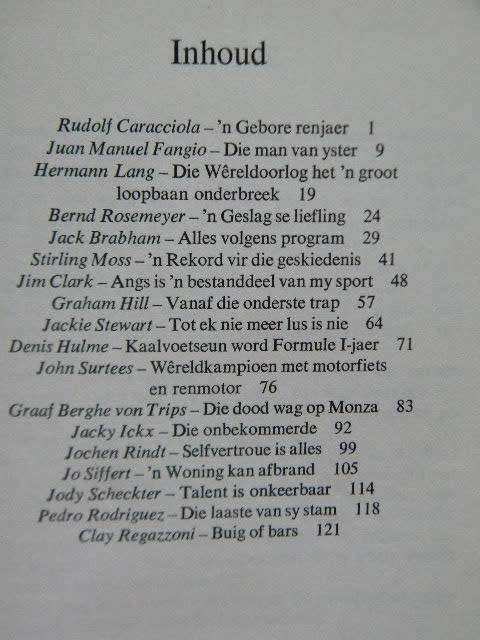 Inhoud
Rudolf Caracciola – 'n Gebore renjaer 1
Juan Manuel Fangio – Die man van yster 9
Hermann Lang – Die Wêreldoorlog het 'n groot
loopbaan onderbreek 19
Bernd Rosemeyer – 'n Geslag se liefling 24
Jack Brabham – Alles volgens program 29
Stirling Moss – 'n Rekord vir die geskiedenis 41
Jim Clark – Angs is 'n bestanddeel van my sport 48
Graham Hill – Vanaf die onderste trap 57
Jackie Stewart – Tot ek nie meer lus is nie 64
Denis Hulme – Kaalvoetseun word Formule I-jaer 71
John Surtees – Wêreldkampioen met motorfiets
en renmotor 76
Graaf Berghe von Trips – Die dood wag op Monza 83
Jacky Ickx – Die onbekommerde 92
Jochen Rindt – Selfvertroue is alles 99
Jo Siffert – 'n Woning kan afbrand 105
Jody Scheckter – Talent is onkeerbaar 114
Pedro Rodriguez – Die laaste van sy stam 118
Clay Regazzoni – Buig of bars 121